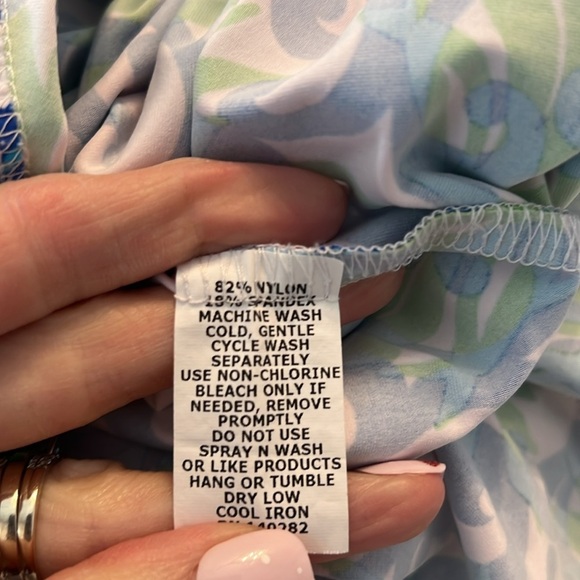 82% NYLON
18% SPANDEX
MACHINE WASH
COLD, GENTLE
CYCLE WASH
SEPARATELY
USE NON-CHLORINE
BLEACH ONLY IF
NEEDED, REMOVE
PROMPTLY
DO NOT USE
SPRAY N WASH
OR LIKE PRODUCTS
HANG OR TUMBLE
DRY LOW
COOL IRON
140282